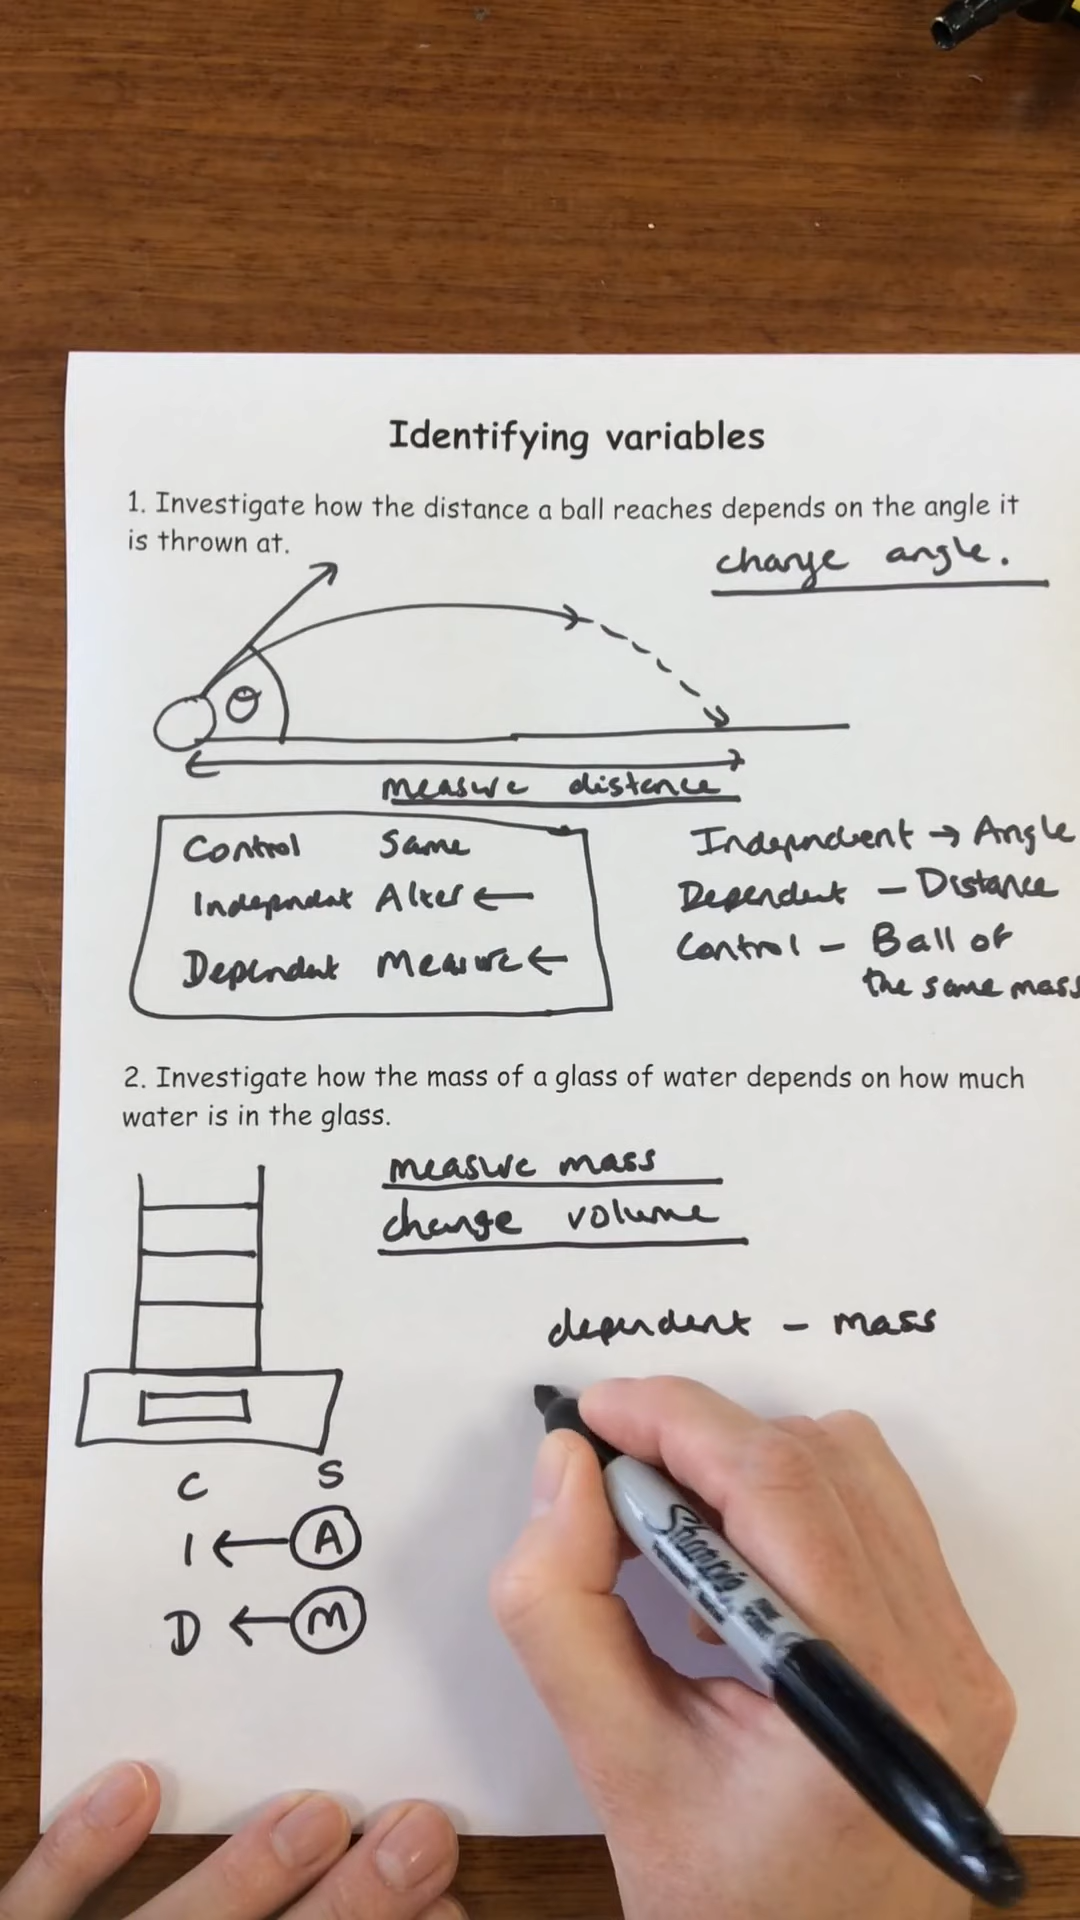 Identifying variables
1. Investigate how the distance a ball reaches depends on the angle it
is thrown at.
change angle.
θ
measure distance
Control Same
Independent Alter
Dependent Measure
Independent → Angle
Dependent - Distance
Control - Ball of
the same mass
2. Investigate how the mass of a glass of water depends on how much
water is in the glass.
measure mass
change volume
dependent - mass
C S
I ← A
D ← M
Sharpie